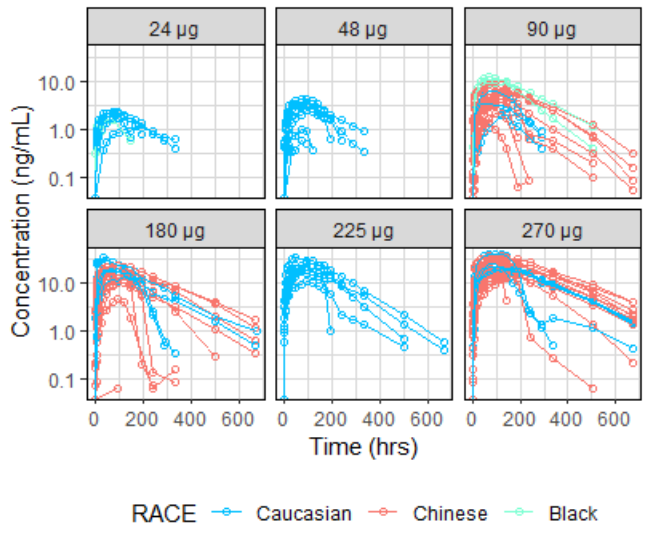 24 µg 48 µg 90 µg
10.0
1.0
0.1
180 µg 225 µg 270 µg
10.0
1.0
0.1
Concentration (ng/mL)
0 200 400 600 0 200 400 600 0 200 400 600
Time (hrs)
RACE Caucasian Chinese Black